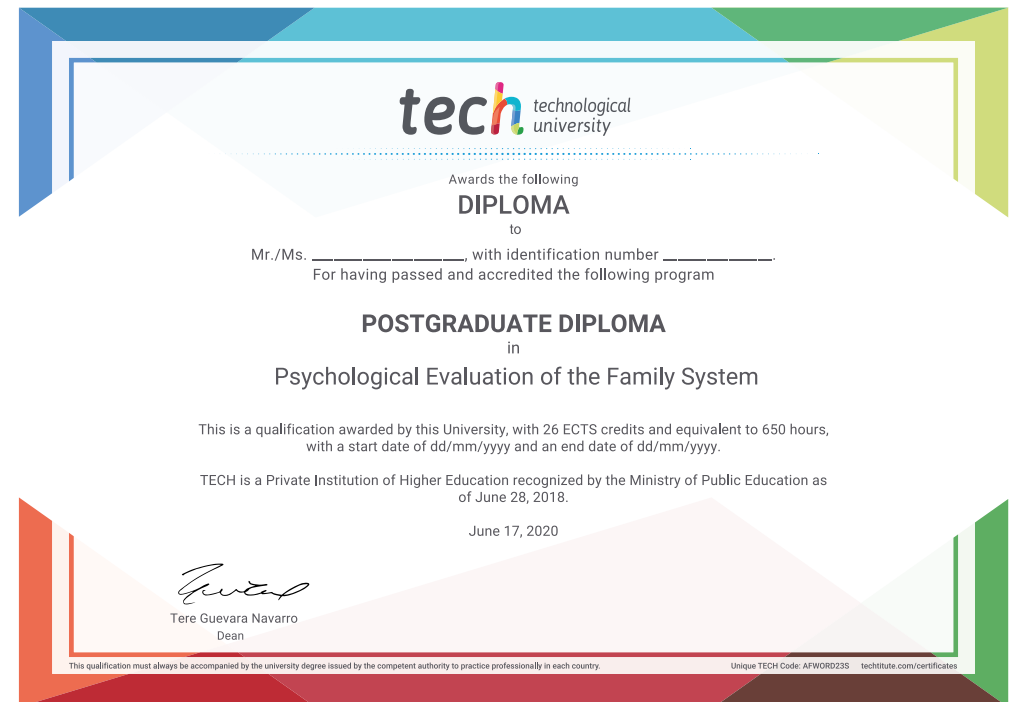 tech technological
university
Awards the following
DIPLOMA
to
Mr./Ms. __________________, with identification number _____________.
For having passed and accredited the following program
POSTGRADUATE DIPLOMA
in
Psychological Evaluation of the Family System
This is a qualification awarded by this University, with 26 ECTS credits and equivalent to 650 hours,
with a start date of dd/mm/yyyy and an end date of dd/mm/yyyy.
TECH is a Private Institution of Higher Education recognized by the Ministry of Public Education as
of June 28, 2018.
June 17, 2020
Tere Guevara Navarro
Dean
This qualification must always be accompanied by the university degree issued by the competent authority to practice professionally in each country.
Unique TECH Code: AFWORD23S techtitute.com/certificates